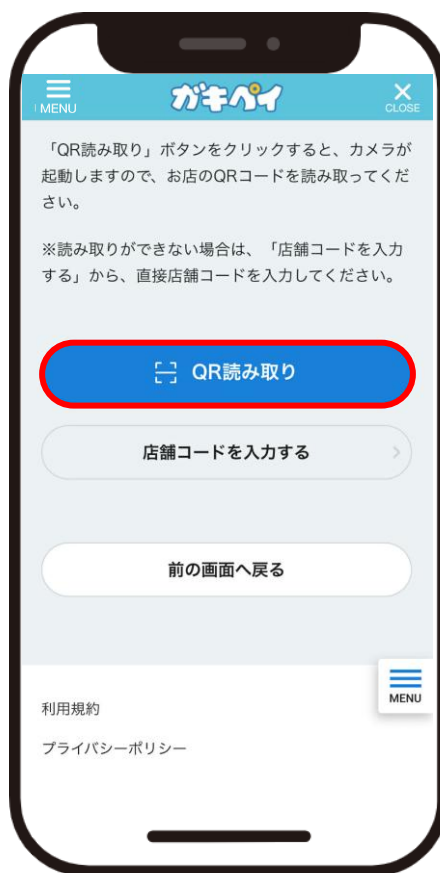 MENU
ガキペイ
CLOSE
「QR読み取り」ボタンをクリックすると、カメラが
起動しますので、お店のQRコードを読み取ってくだ
さい。
※読み取りができない場合は、「店舗コードを入力
する」から、直接店舗コードを入力してください。
QR読み取り
店舗コードを入力する
前の画面へ戻る
MENU
利用規約
プライバシーポリシー